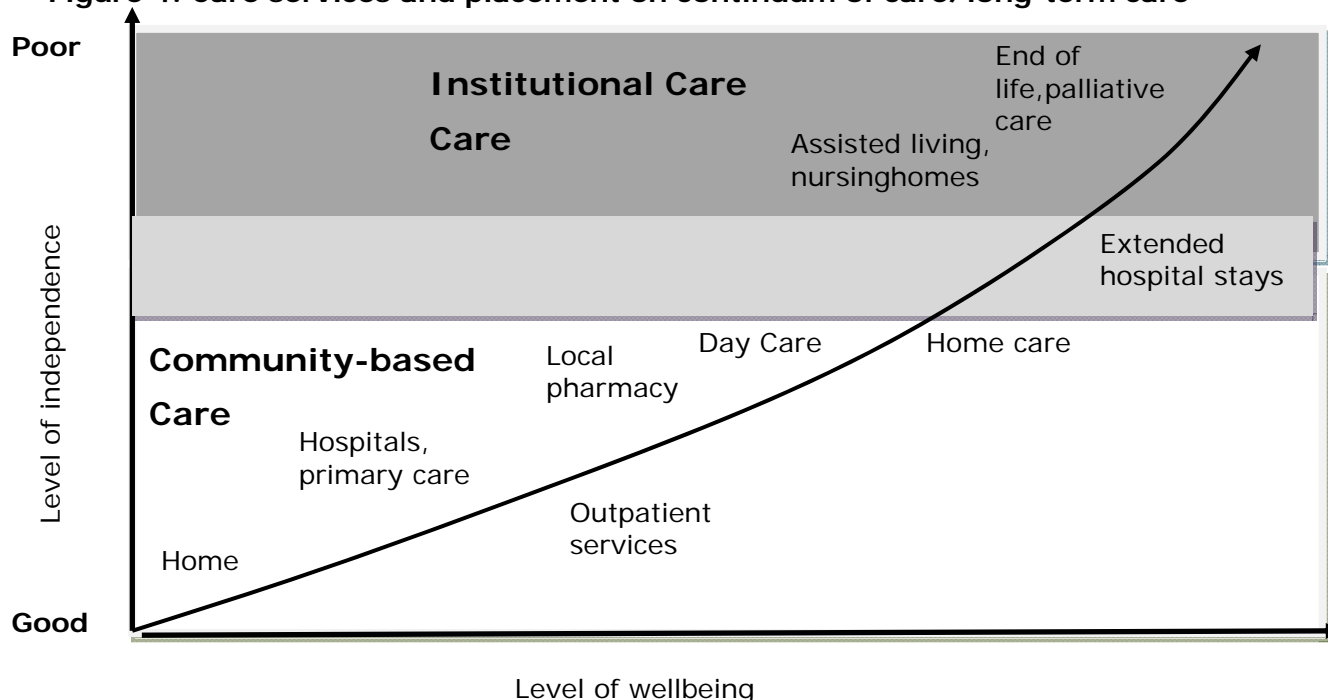 Poor
Institutional Care
Care
End of
life,palliative
care
Assisted living,
nursinghomes
Extended
hospital stays
Level of independence
Community-based
Care
Local
pharmacy
Day Care
Home care
Hospitals,
primary care
Outpatient
services
Home
Good
Level of wellbeing